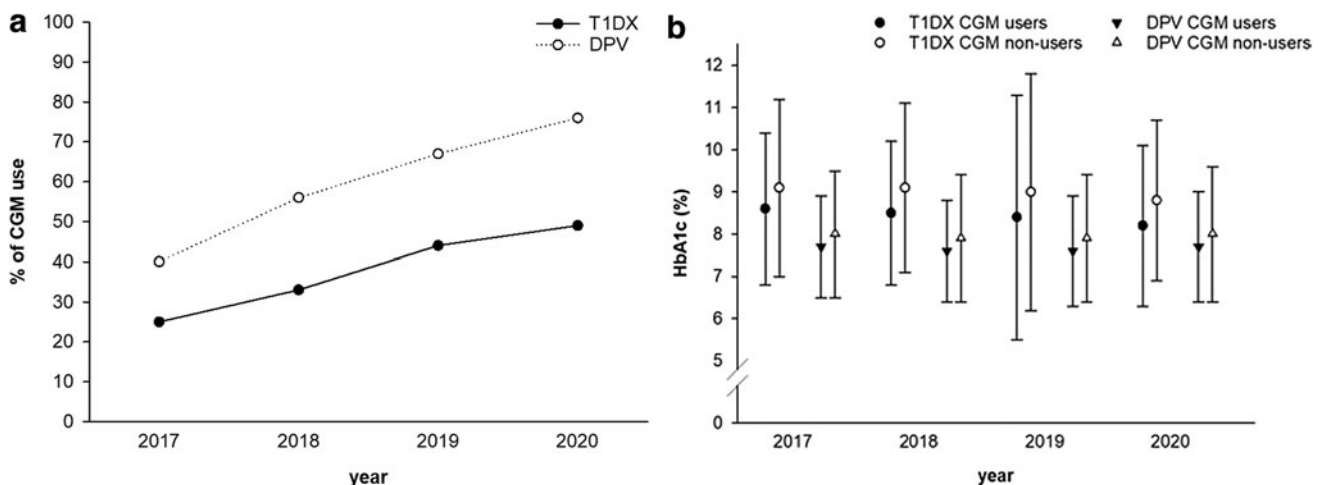 a
100
90
80
70
60
50
40
30
20
10
0
% of CGM use
T1DX
DPV
2017 2018 2019 2020
year
b
T1DX CGM users
T1DX CGM non-users
DPV CGM users
DPV CGM non-users
12
11
10
9
8
7
6
5
0
HbA1c (%)
2017 2018 2019 2020
year